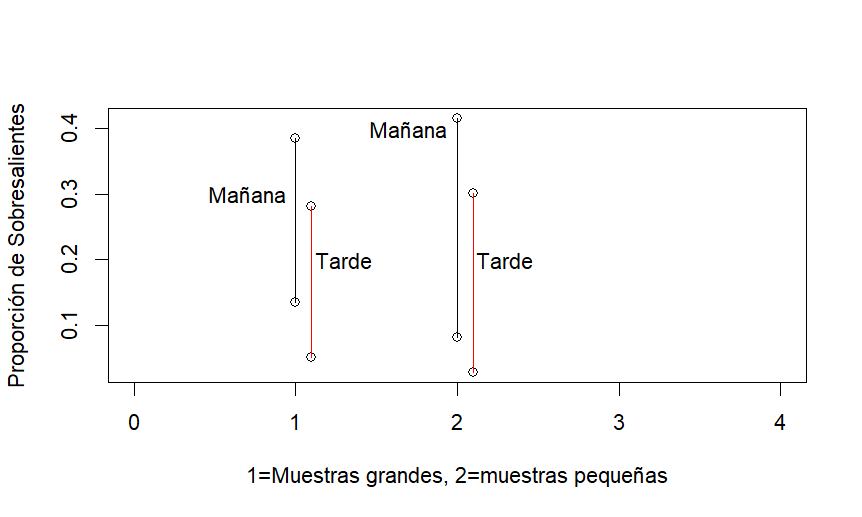 Proporción de Sobresalientes
0.4
0.3
0.2
0.1
Mañana
Tarde
Mañana
Tarde
0 1 2 3 4
1=Muestras grandes, 2=muestras pequeñas